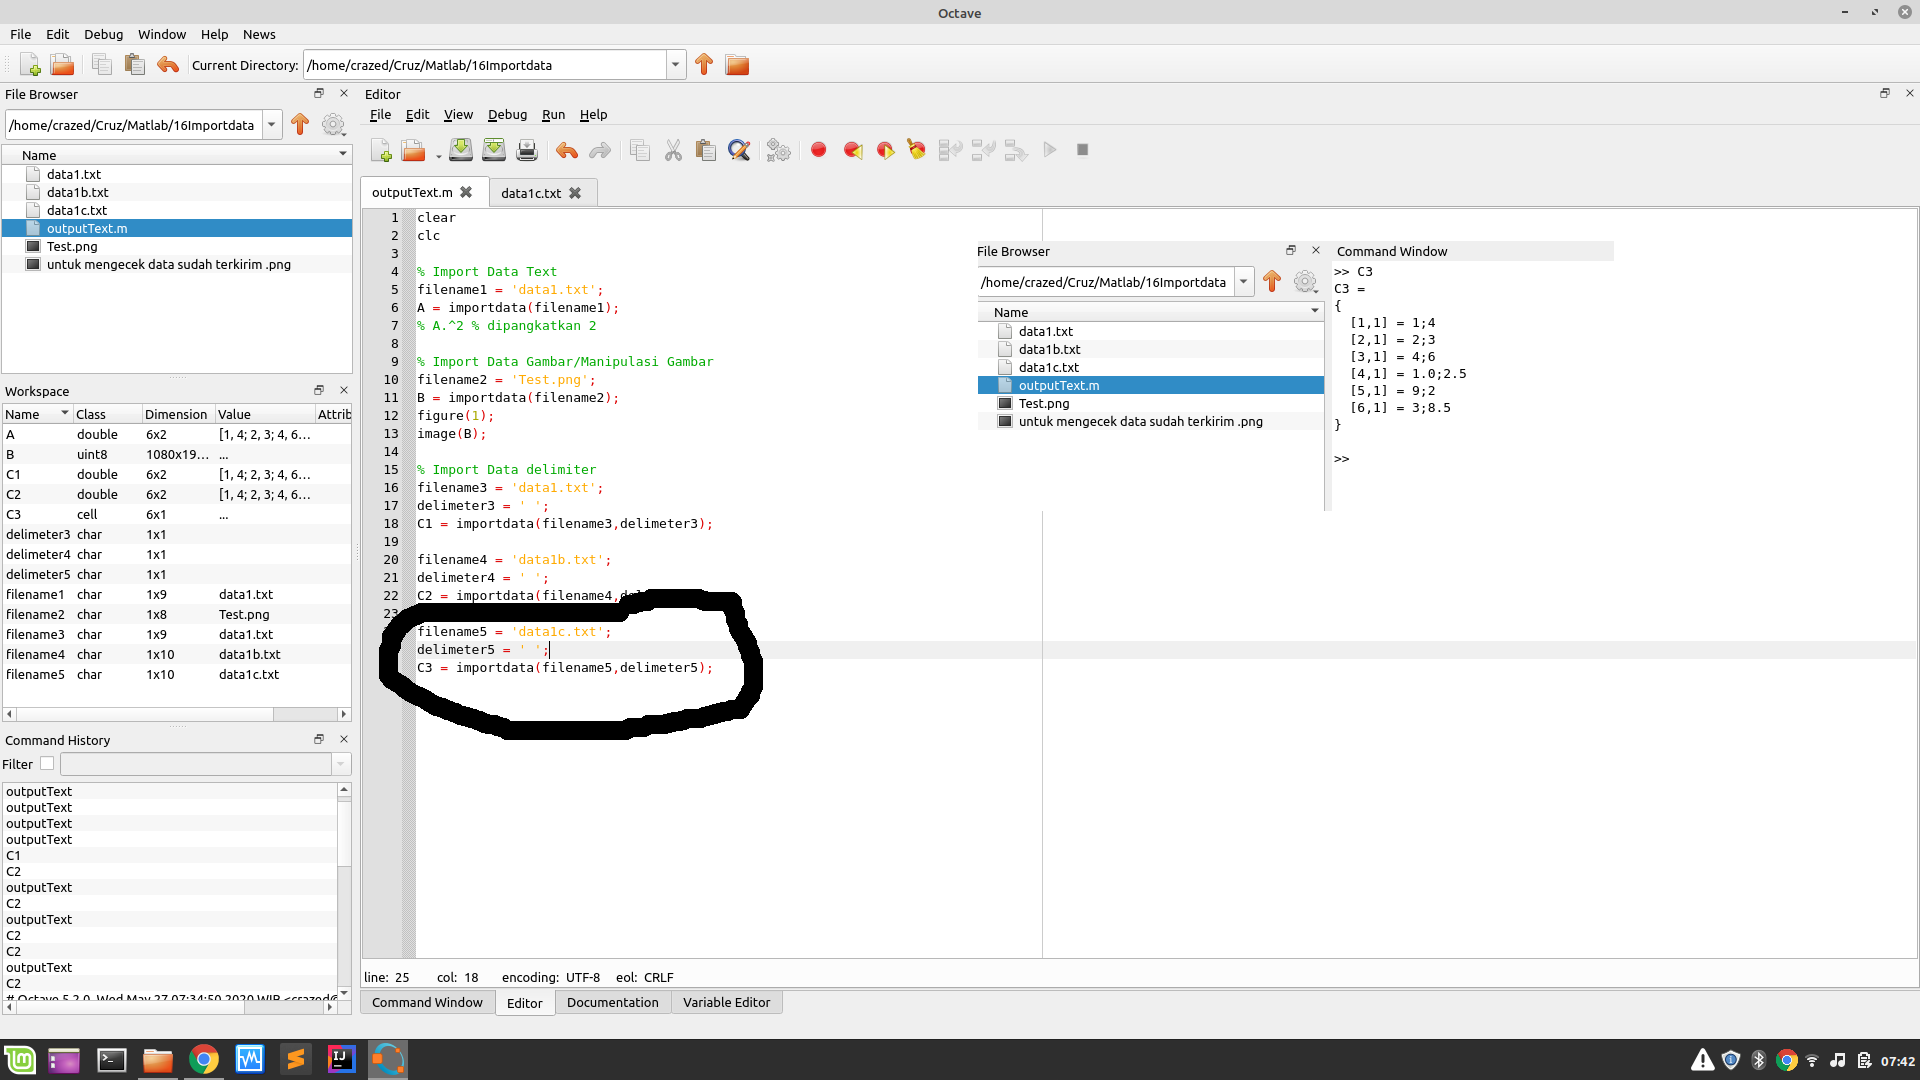 Octave
File Edit Debug Window Help News
Current Directory: /home/crazed/Cruz/Matlab/16Importdata
File Browser
/home/crazed/Cruz/Matlab/16Importdata
Name
data1.txt
data1b.txt
data1c.txt
outputText.m
Test.png
untuk mengecek data sudah terkirim .png
Workspace
Name Class Dimension Value Attrib
A double 6x2 [1, 4; 2, 3; 4, 6...
B uint8 1080x19... ...
C1 double 6x2 [1, 4; 2, 3; 4, 6...
C2 double 6x2 [1, 4; 2, 3; 4, 6...
C3 cell 6x1 ...
delimeter3 char 1x1
delimeter4 char 1x1
delimeter5 char 1x1
filename1 char 1x9 data1.txt
filename2 char 1x8 Test.png
filename3 char 1x9 data1.txt
filename4 char 1x10 data1b.txt
filename5 char 1x10 data1c.txt
Command History
Filter
outputText
outputText
outputText
outputText
C1
C2
outputText
C2
outputText
C2
C2
outputText
C2
# Octave 5.2.0, Wed May 27 07:34:50 2020 WIB <crazed@
Editor
File Edit View Debug Run Help
outputText.m data1c.txt
1 clear
2 clc
3
4 % Import Data Text
5 filename1 = 'data1.txt';
6 A = importdata(filename1);
7 % A.^2 % dipangkatkan 2
8
9 % Import Data Gambar/Manipulasi Gambar
10 filename2 = 'Test.png';
11 B = importdata(filename2);
12 figure(1);
13 image(B);
14
15 % Import Data delimiter
16 filename3 = 'data1.txt';
17 delimeter3 = ' ';
18 C1 = importdata(filename3,delimeter3);
19
20 filename4 = 'data1b.txt';
21 delimeter4 = ' ';
22 C2 = importdata(filename4,
23
filename5 = 'data1c.txt';
delimeter5 = ' ';
C3 = importdata(filename5,delimeter5);
File Browser
/home/crazed/Cruz/Matlab/16Importdata
Name
data1.txt
data1b.txt
data1c.txt
outputText.m
Test.png
untuk mengecek data sudah terkirim .png
Command Window
>> C3
C3 =
{
[1,1] = 1;4
[2,1] = 2;3
[3,1] = 4;6
[4,1] = 1.0;2.5
[5,1] = 9;2
[6,1] = 3;8.5
}
>>
line: 25 col: 18 encoding: UTF-8 eol: CRLF
Command Window Editor Documentation Variable Editor
IJ
07:42